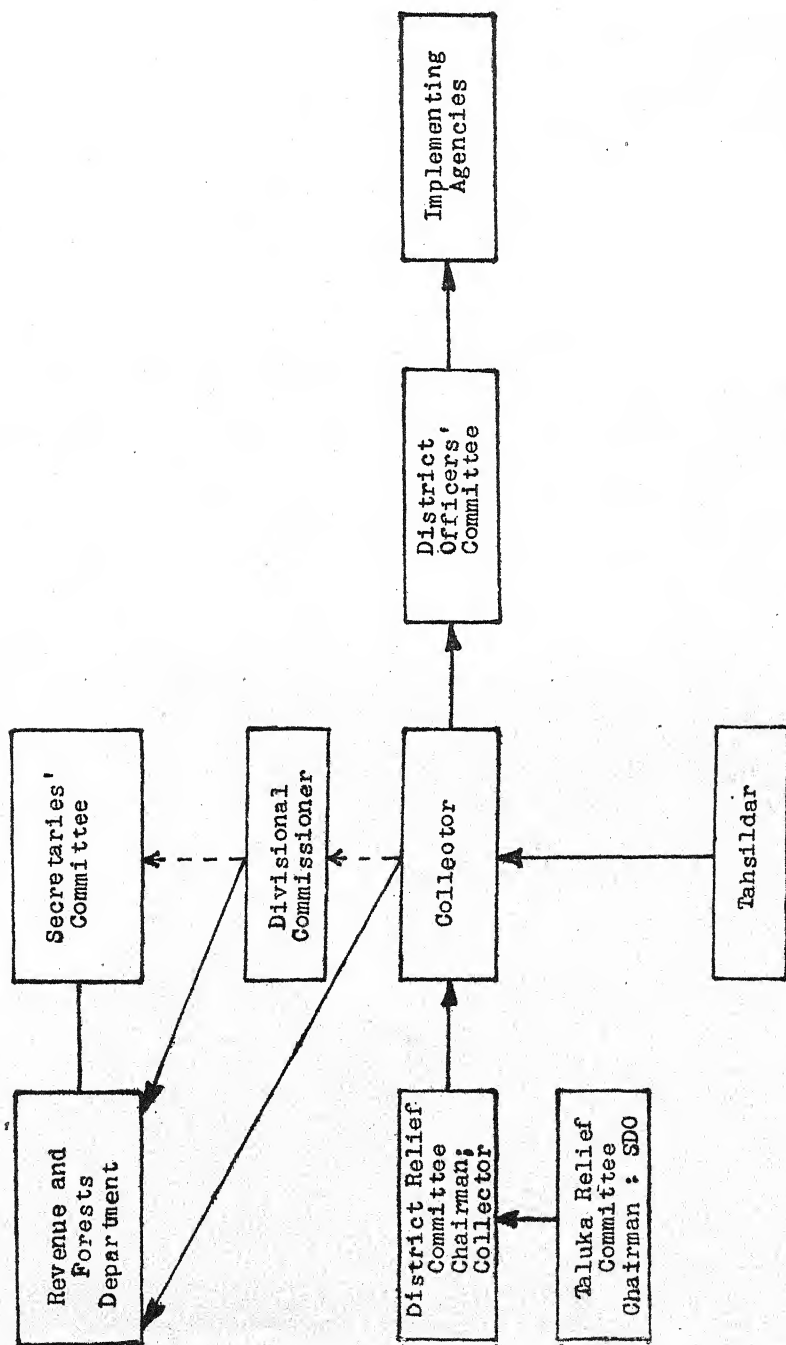 Revenue and
Forests
Department
Secretaries'
Committee
Divisional
Commissioner
District Relief
Committee
Chairman;
Collector
Collector
District
Officers'
Committee
Implementing
Agencies
Taluka Relief
Committee
Chairman : SDO
Tahsildar